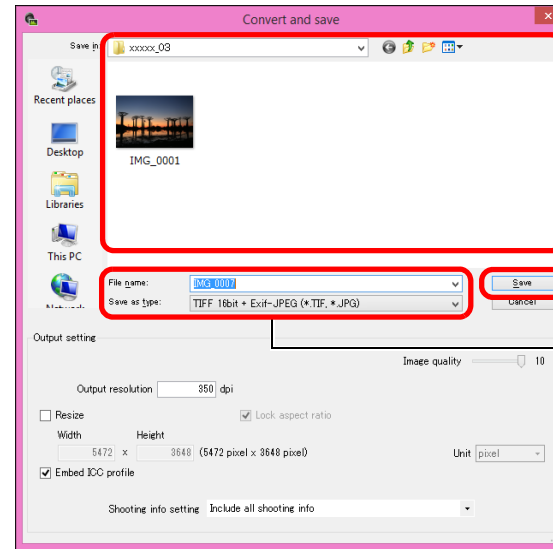 Convert and save
Save in:
xxxxx_03
Recent places
Desktop
Libraries
This PC
Network
IMG_0001
File name:
IMG_0007
Save
Save as type:
TIFF 16bit + Exif-JPEG (*.TIF, *.JPG)
Cancel
Output setting
Image quality 10
Output resolution 350 dpi
Resize
Lock aspect ratio
Width Height
5472 x 3648 (5472 pixel x 3648 pixel)
Unit pixel
Embed ICC profile
Shooting info setting Include all shooting info